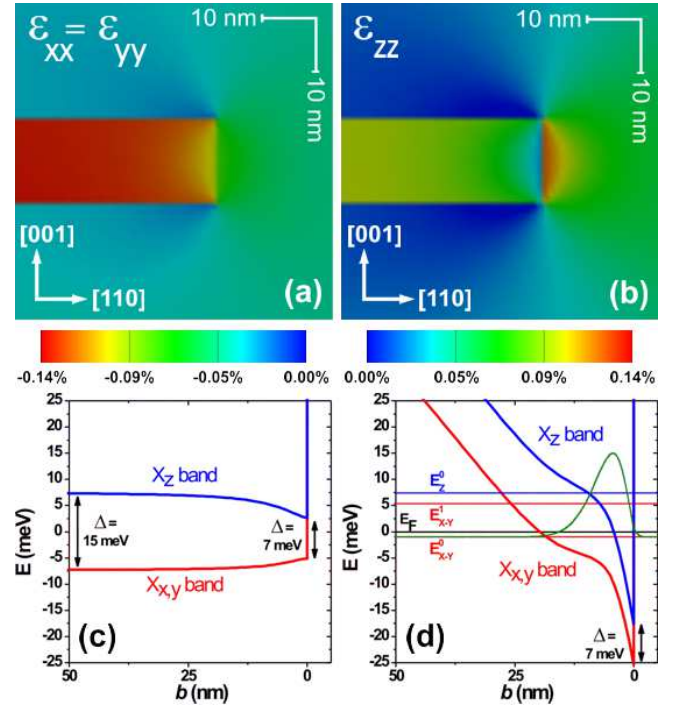 εxx = εyy
10 nm
10 nm
[001]
[110]
(a)
εzz
10 nm
10 nm
[001]
[110]
(b)
-0.14% -0.09% -0.05% 0.00%
0.00% 0.05% 0.09% 0.14%
25
20
15
10
5
0
-5
-10
-15
-20
-25
E (meV)
XZ band
Δ =
15 meV
Δ =
7 meV
XX,y band
(c)
50 25 0
b (nm)
25
20
15
10
5
0
-5
-10
-15
-20
-25
E (meV)
XZ band
E0Z
E1X-Y
EF
E0X-Y
XX,y band
Δ =
7 meV
(d)
50 25 0
b (nm)